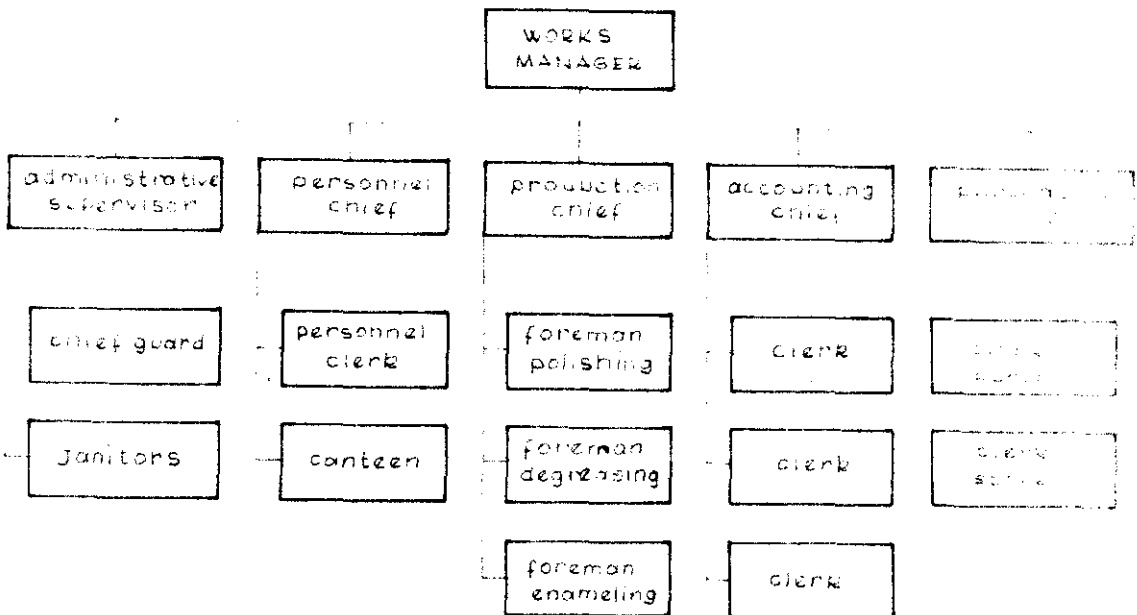 WORKS
MANAGER
administrative
supervisor
personnel
chief
production
chief
accounting
chief
chief guard
personnel
clerk
foreman
polishing
clerk
Janitors
canteen
foreman
degreasing
clerk
clerk
foreman
enameling
clerk